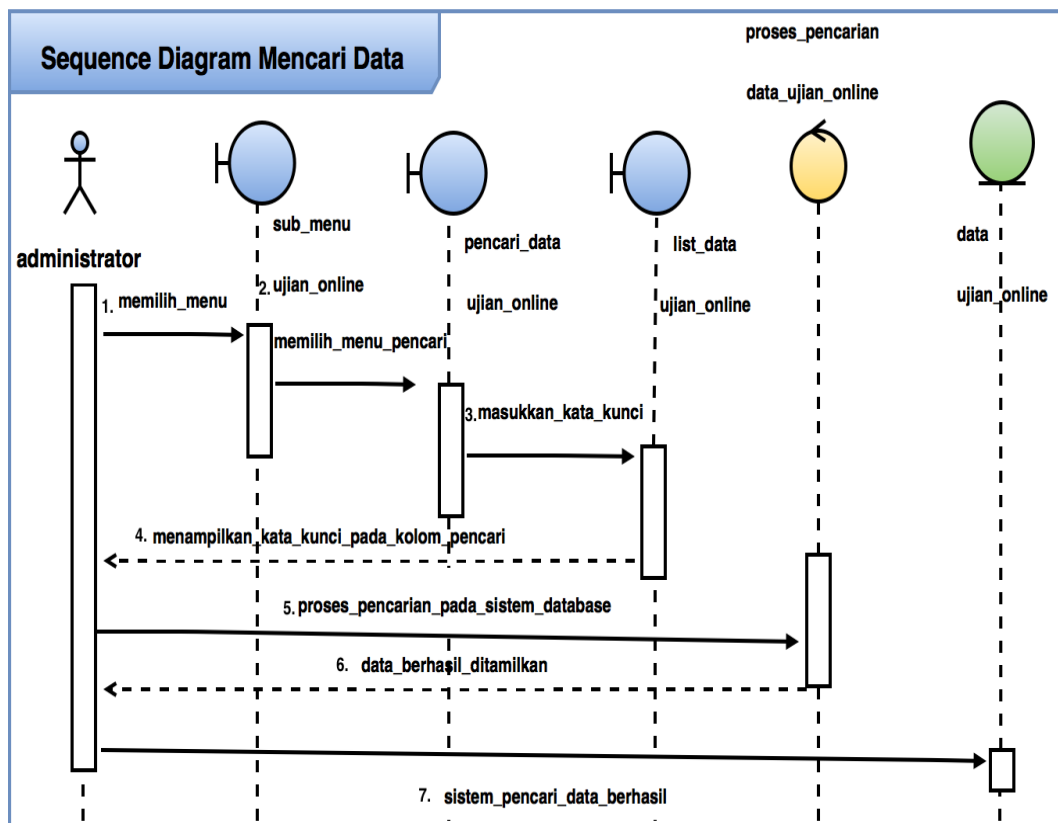 Sequence Diagram Mencari Data
proses_pencarian
data_ujian_online
administrator
sub_menu
ujian_online
pencari_data
ujian_online
list_data
ujian_online
data
ujian_online
1. memilih_menu
2. memilih_menu_pencari
3. masukkan_kata_kunci
4. menampilkan_kata_kunci_pada_kolom_pencari
5. proses_pencarian_pada_sistem_database
6. data_berhasil_ditamilkan
7. sistem_pencari_data_berhasil